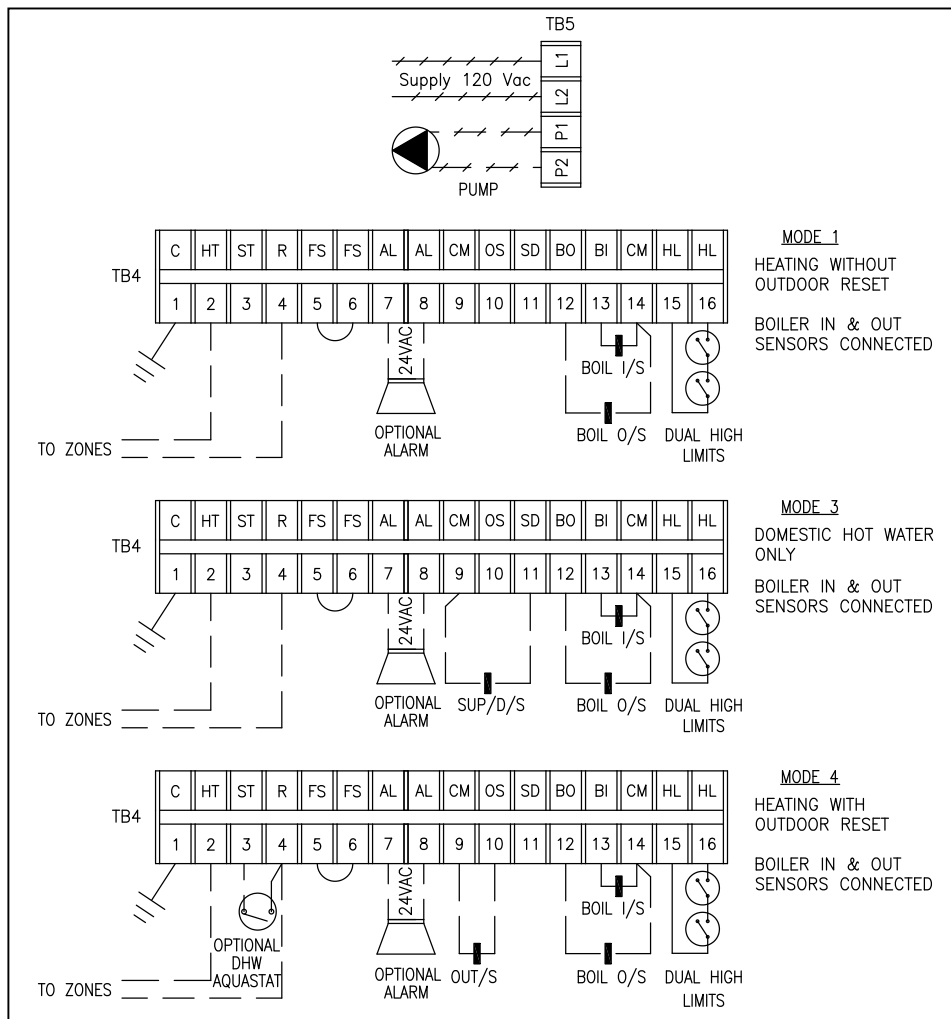 TB5
L1
Supply 120 Vac
L2
P1
P2
PUMP
C HT ST R FS FS AL AL CM OS SD BO BI CM HL HL
TB4
1 2 3 4 5 6 7 8 9 10 11 12 13 14 15 16
MODE 1
HEATING WITHOUT
OUTDOOR RESET
BOILER IN & OUT
SENSORS CONNECTED
24VAC
BOIL I/S
TO ZONES
OPTIONAL
ALARM
BOIL O/S
DUAL HIGH
LIMITS
C HT ST R FS FS AL AL CM OS SD BO BI CM HL HL
TB4
1 2 3 4 5 6 7 8 9 10 11 12 13 14 15 16
MODE 3
DOMESTIC HOT WATER
ONLY
BOILER IN & OUT
SENSORS CONNECTED
24VAC
BOIL I/S
TO ZONES
OPTIONAL
ALARM
SUP/D/S
BOIL O/S
DUAL HIGH
LIMITS
C HT ST R FS FS AL AL CM OS SD BO BI CM HL HL
TB4
1 2 3 4 5 6 7 8 9 10 11 12 13 14 15 16
MODE 4
HEATING WITH
OUTDOOR RESET
BOILER IN & OUT
SENSORS CONNECTED
24VAC
BOIL I/S
OPTIONAL
DHW
AQUASTAT
TO ZONES
OPTIONAL
ALARM
OUT/S
BOIL O/S
DUAL HIGH
LIMITS